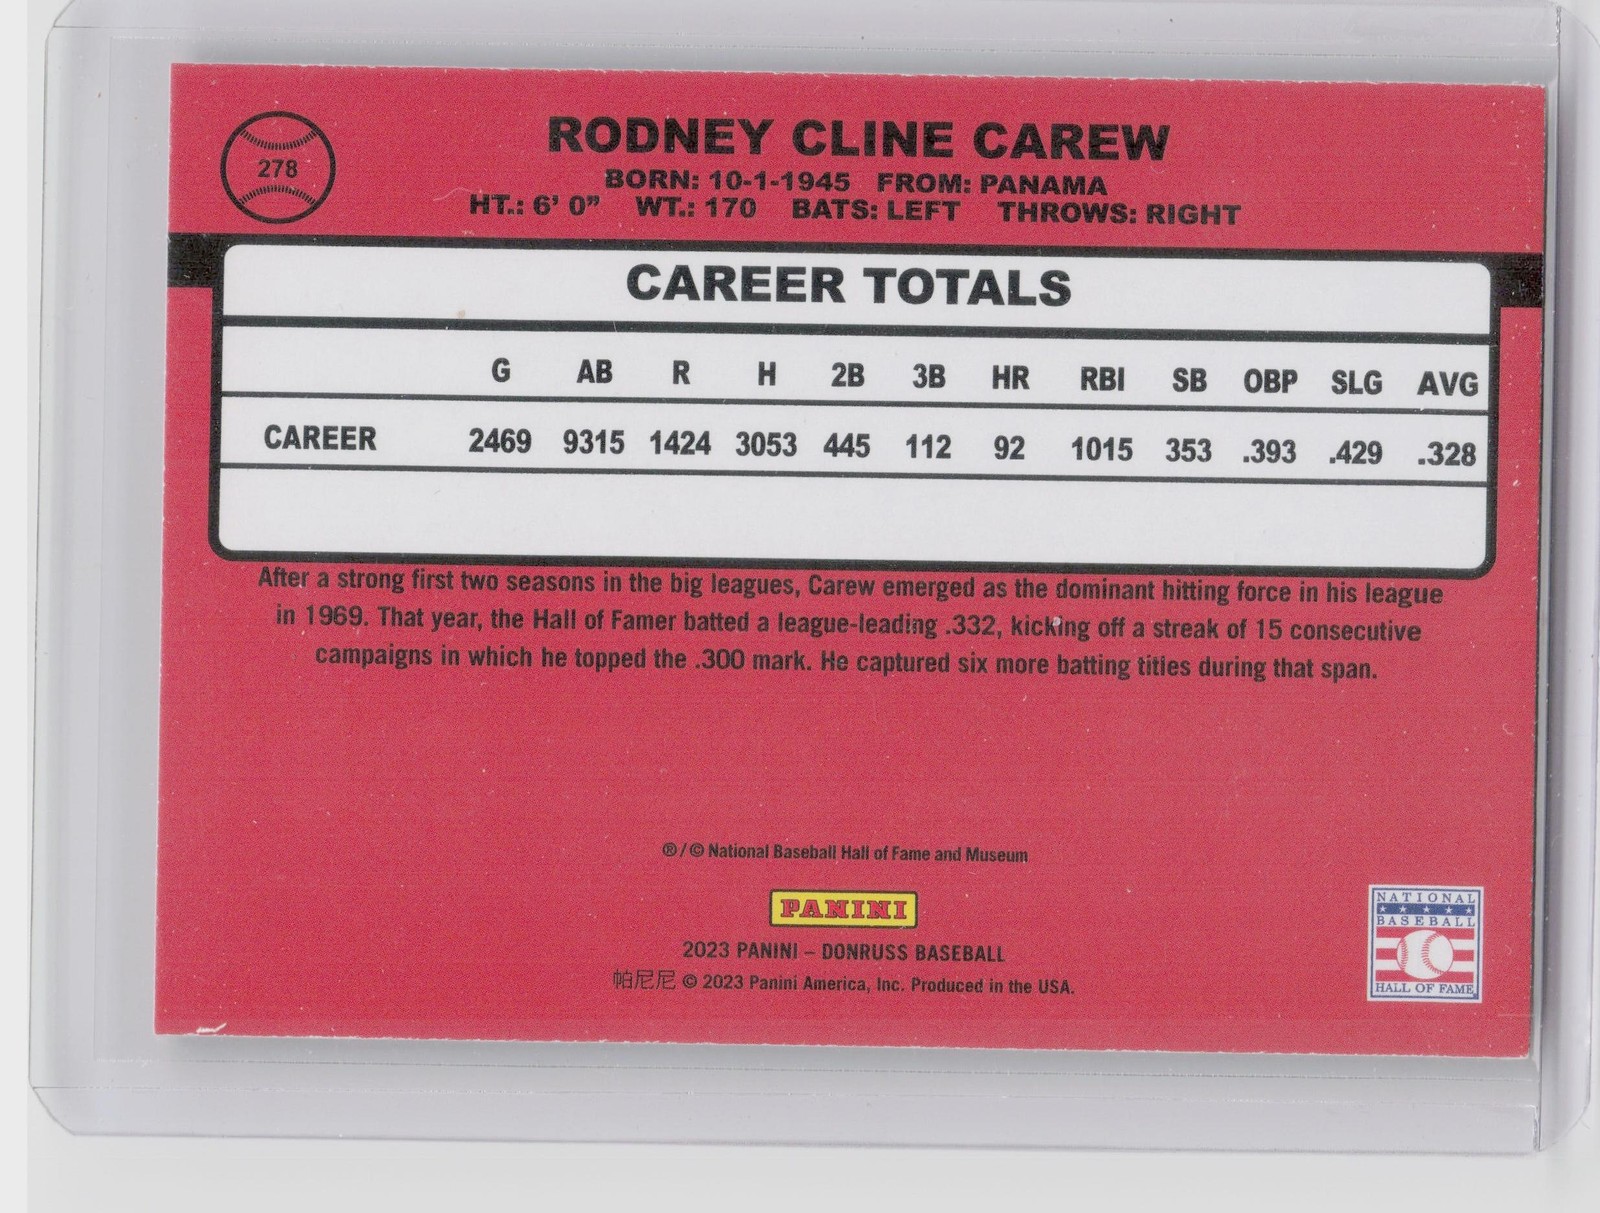 278
RODNEY CLINE CAREW
BORN: 10-1-1945 FROM: PANAMA
HT.: 6' 0" WT.: 170 BATS: LEFT THROWS: RIGHT
CAREER TOTALS
G AB R H 2B 3B HR RBI SB OBP SLG AVG
CAREER 2469 9315 1424 3053 445 112 92 1015 353 .393 .429 .328
After a strong first two seasons in the big leagues, Carew emerged as the dominant hitting force in his league
in 1969. That year, the Hall of Famer batted a league-leading .332, kicking off a streak of 15 consecutive
campaigns in which he topped the .300 mark. He captured six more batting titles during that span.
®/© National Baseball Hall of Fame and Museum
PANINI
2023 PANINI – DONRUSS BASEBALL
帕尼尼 © 2023 Panini America, Inc. Produced in the USA.
NATIONAL
BASEBALL
HALL OF FAME